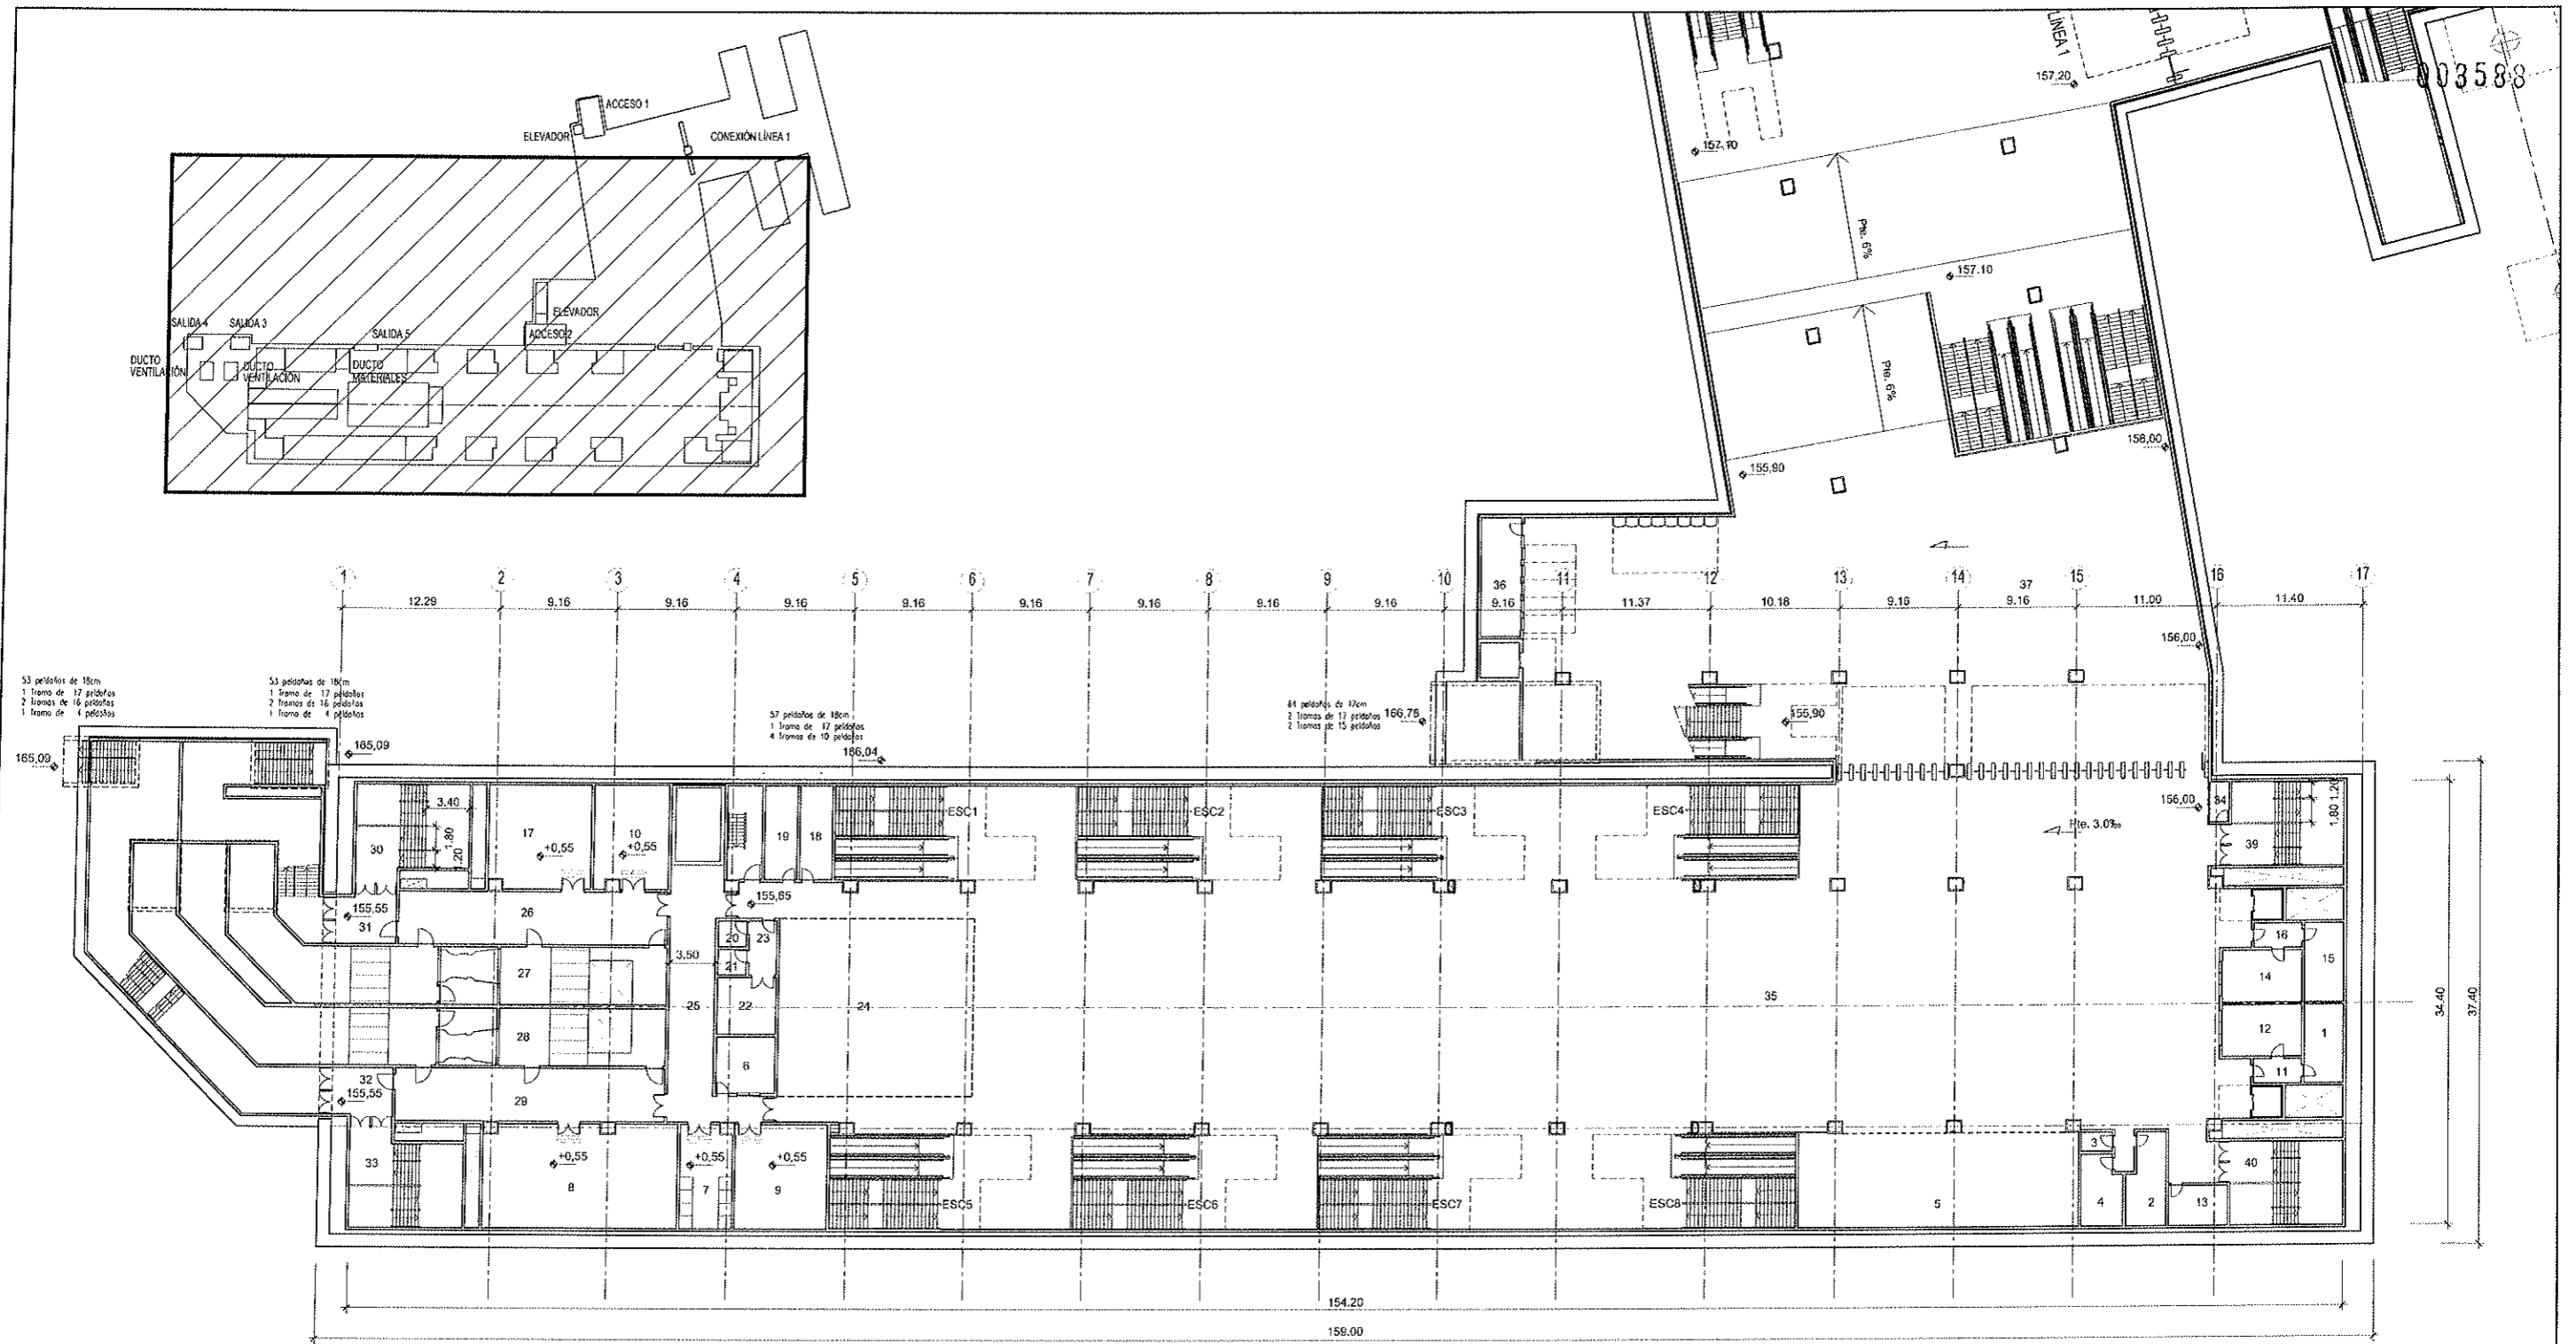 LÍNEA 1
157,20
003588
ACCESO 1
ELEVADOR
CONEXIÓN LÍNEA 1
157,10
Pte. 6%
157.10
ELEVADOR
SALIDA 4
SALIDA 3
SALIDA 5
ACCESO 2
DUCTO
VENTILACIÓN
DUCTO
VENTILACIÓN
DUCTO
MATERIALES
Pte. 6%
158,00
155,90
1 2 3 4 5 6 7 8 9 10 11 12 13 14 15 16 17
36
37
12.29 9.16 9.16 9.16 9.16 9.16 9.16 9.16 9.16 9.16 11.37 10.18 9.16 9.16 11.00 11.40
156,00
53 peldaños de 18cm
1 Tramo de 17 peldaños
2 Tramos de 16 peldaños
1 Tramo de 4 peldaños
53 peldaños de 18cm
1 Tramo de 17 peldaños
2 Tramos de 16 peldaños
1 Tramo de 4 peldaños
57 peldaños de 18cm
1 Tramo de 17 peldaños
4 Tramos de 10 peldaños
64 peldaños de 17cm
2 Tramos de 17 peldaños
2 Tramos de 15 peldaños
166,76
155,90
165,09
165,09
166,04
3.40
1.80
1.20
17
+0,55
10
+0,55
19
18
ESC1
ESC2
ESC3
ESC4
156,00
Pte. 3.0‰
34
1.80 1.20
39
30
155,55
31
26
155,65
20
23
21
3.50
27
25
22
24
35
16
15
14
28
6
12
1
11
34.40
37.40
32
155,55
29
33
+0,55
8
+0,55
7
+0,55
9
ESC5
ESC6
ESC7
ESC8
5
3
4
2
13
40
154.20
159.00